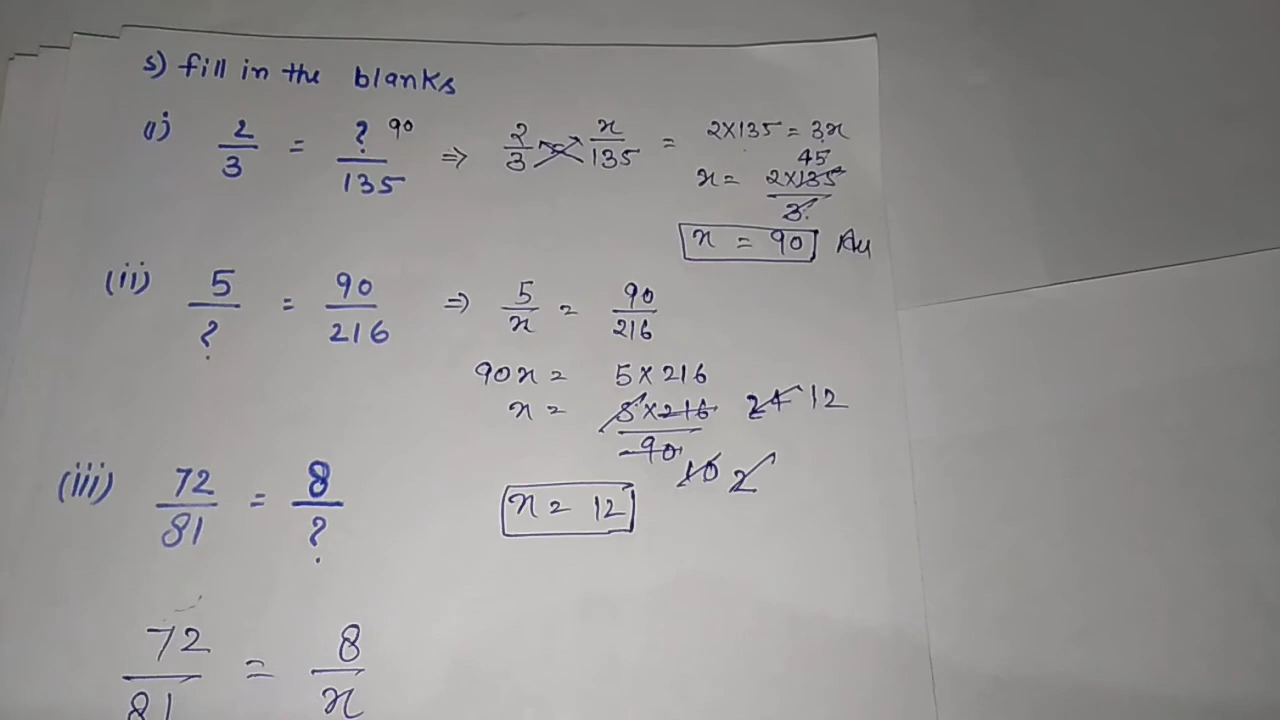 5) fill in the blanks
(i) 2/3 = ?/135 90 ⇒ 2/3 = x/135 = 2×135 = 3x
x = 2×135/3 45
x = 90 Au
(ii) 5/? = 90/216 ⇒ 5/x = 90/216
90x = 5×216
x = 5×216/90 24 12
10 2
x = 12
(iii) 72/81 = 8/?
72/81 = 8/x